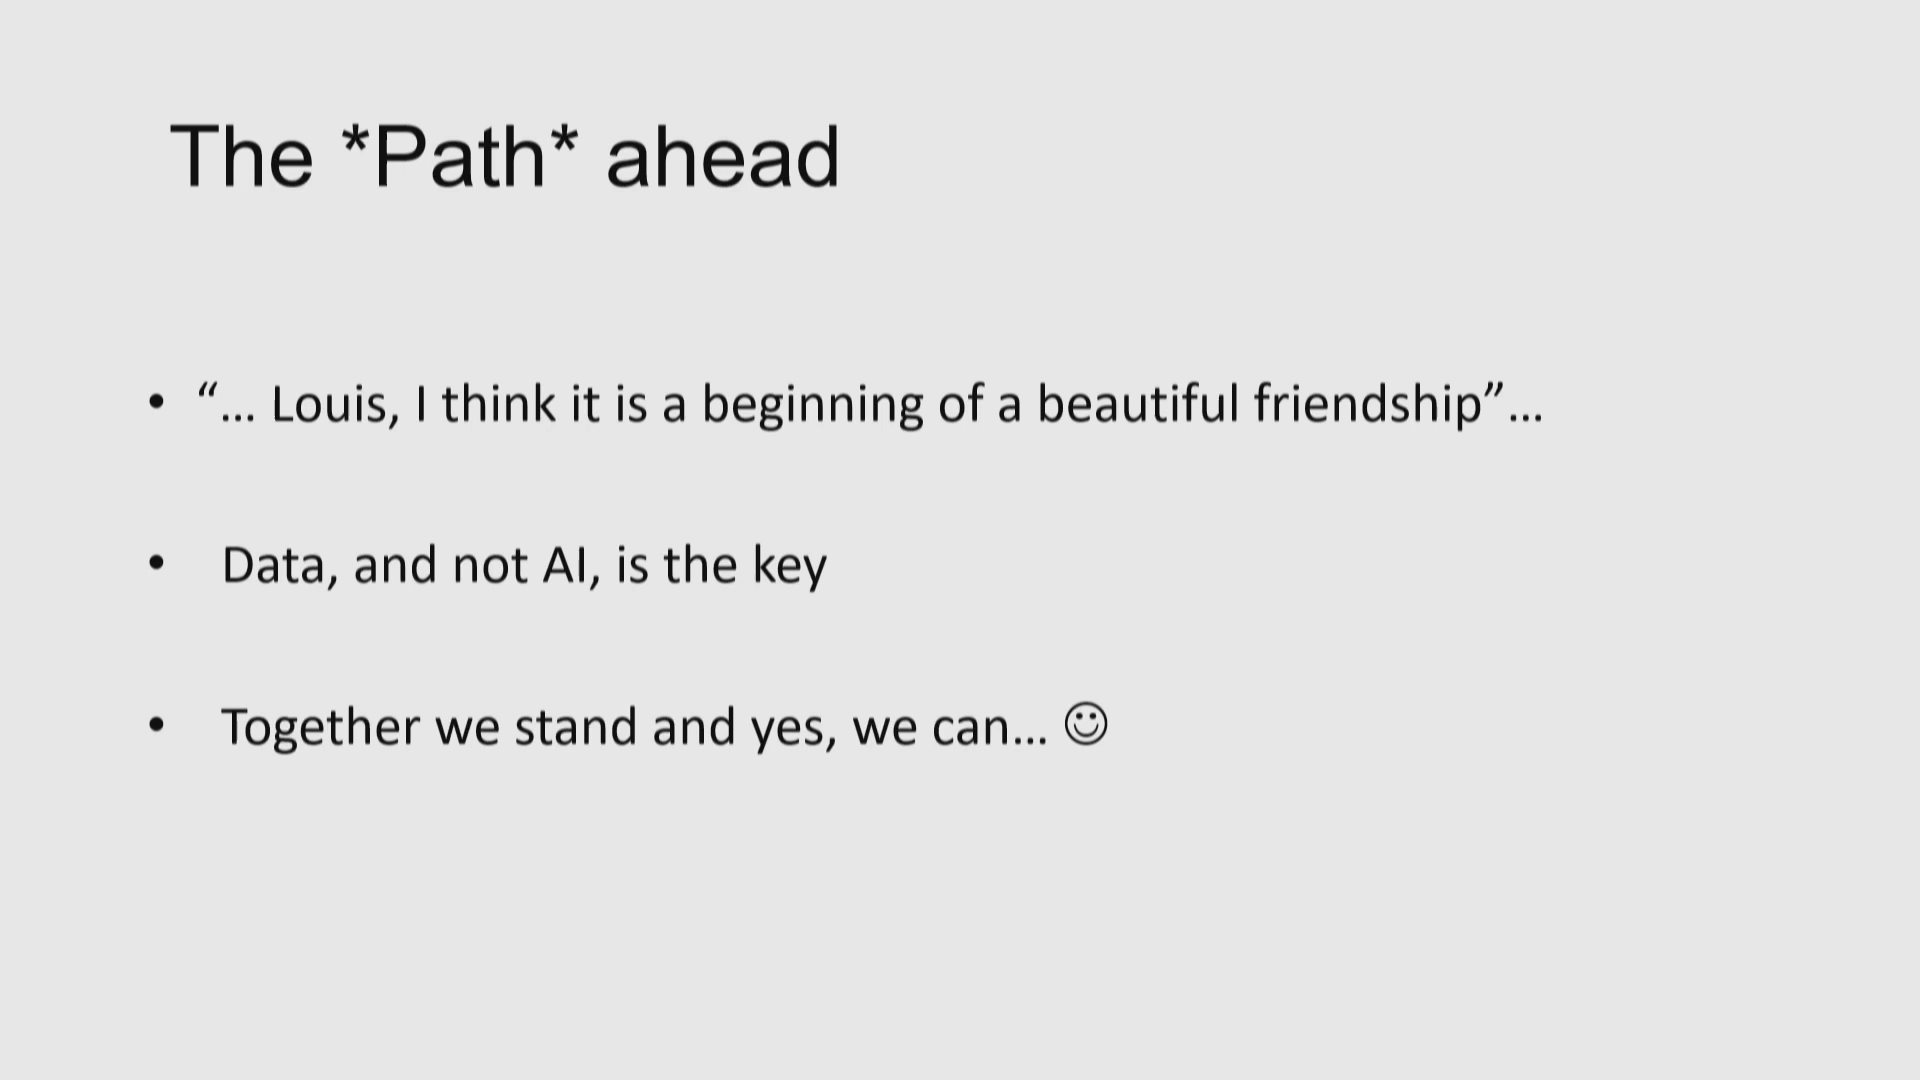 The *Path* ahead
• “… Louis, I think it is a beginning of a beautiful friendship”…
• Data, and not AI, is the key
• Together we stand and yes, we can… ☺